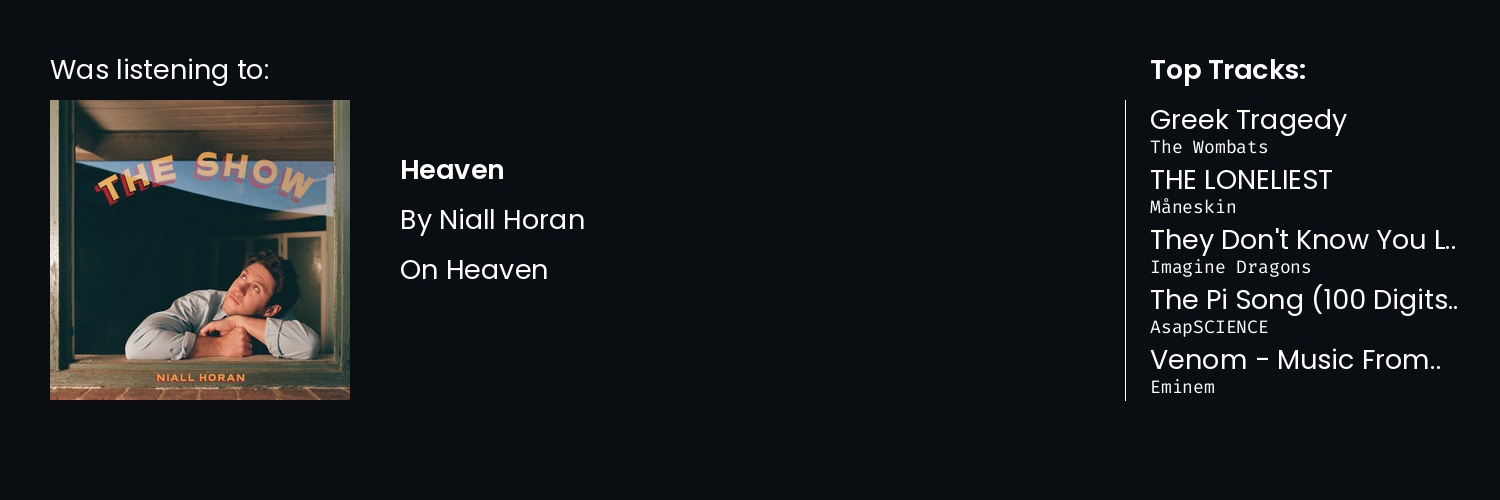 Was listening to:
THE SHOW
NIALL HORAN
Heaven
By Niall Horan
On Heaven
Top Tracks:
Greek Tragedy
The Wombats
THE LONELIEST
Måneskin
They Don't Know You L..
Imagine Dragons
The Pi Song (100 Digits..
AsapSCIENCE
Venom - Music From..
Eminem